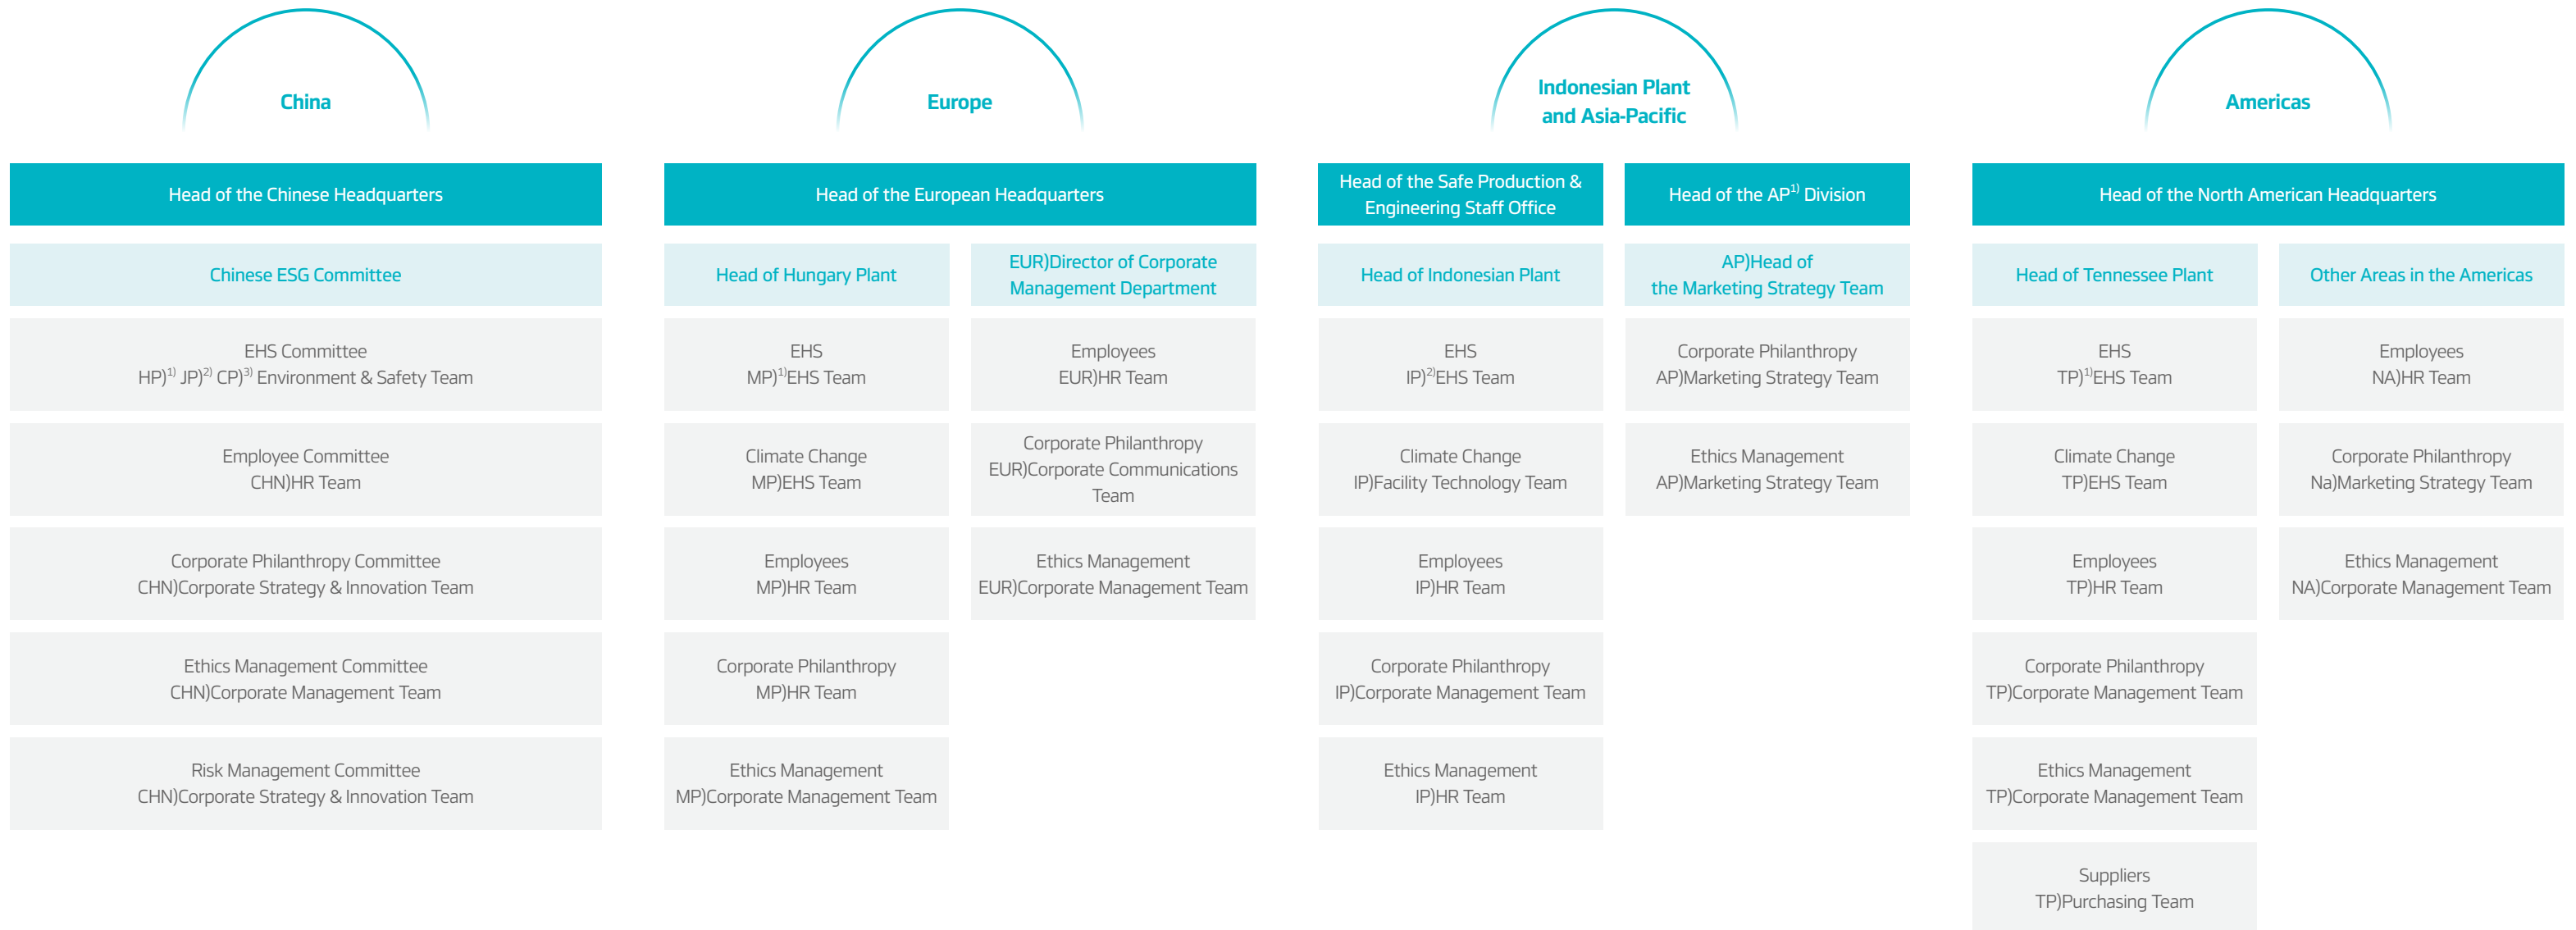 China
Head of the Chinese Headquarters
Chinese ESG Committee
EHS Committee
HP)1) JP)2) CP)3) Environment & Safety Team
Employee Committee
CHN)HR Team
Corporate Philanthropy Committee
CHN)Corporate Strategy & Innovation Team
Ethics Management Committee
CHN)Corporate Management Team
Risk Management Committee
CHN)Corporate Strategy & Innovation Team
Europe
Head of the European Headquarters
Head of Hungary Plant
EHS
MP)1)EHS Team
Climate Change
MP)EHS Team
Employees
MP)HR Team
Corporate Philanthropy
MP)HR Team
Ethics Management
MP)Corporate Management Team
EUR)Director of Corporate
Management Department
Employees
EUR)HR Team
Corporate Philanthropy
EUR)Corporate Communications
Team
Ethics Management
EUR)Corporate Management Team
Indonesian Plant
and Asia-Pacific
Head of the Safe Production &
Engineering Staff Office
Head of Indonesian Plant
EHS
IP)2)EHS Team
Climate Change
IP)Facility Technology Team
Employees
IP)HR Team
Corporate Philanthropy
IP)Corporate Management Team
Ethics Management
IP)HR Team
Head of the AP1) Division
AP)Head of
the Marketing Strategy Team
Corporate Philanthropy
AP)Marketing Strategy Team
Ethics Management
AP)Marketing Strategy Team
Americas
Head of the North American Headquarters
Head of Tennessee Plant
EHS
TP)1)EHS Team
Climate Change
TP)EHS Team
Employees
TP)HR Team
Corporate Philanthropy
TP)Corporate Management Team
Ethics Management
TP)Corporate Management Team
Suppliers
TP)Purchasing Team
Other Areas in the Americas
Employees
NA)HR Team
Corporate Philanthropy
Na)Marketing Strategy Team
Ethics Management
NA)Corporate Management Team